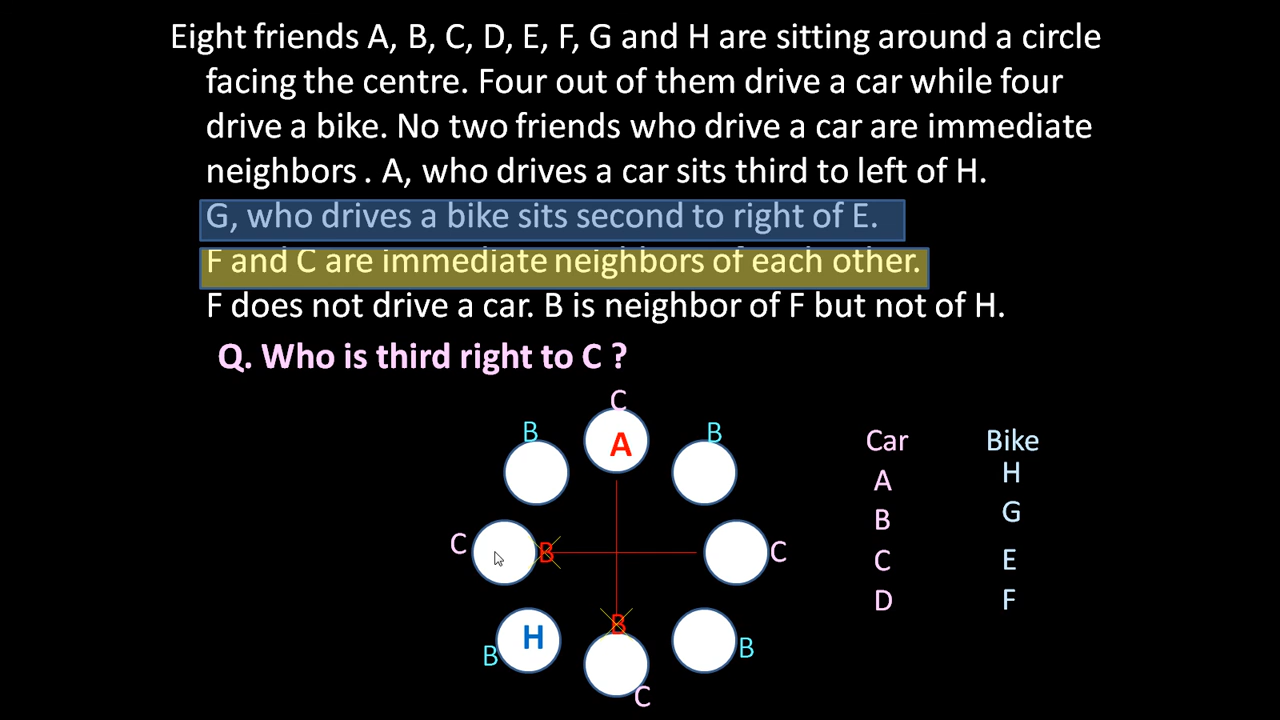 Eight friends A, B, C, D, E, F, G and H are sitting around a circle
facing the centre. Four out of them drive a car while four
drive a bike. No two friends who drive a car are immediate
neighbors . A, who drives a car sits third to left of H.
G, who drives a bike sits second to right of E.
F and C are immediate neighbors of each other.
F does not drive a car. B is neighbor of F but not of H.
Q. Who is third right to C ?
C
B
A
B
C
B
C
B
H
B
B
C
Car Bike
A H
B G
C E
D F